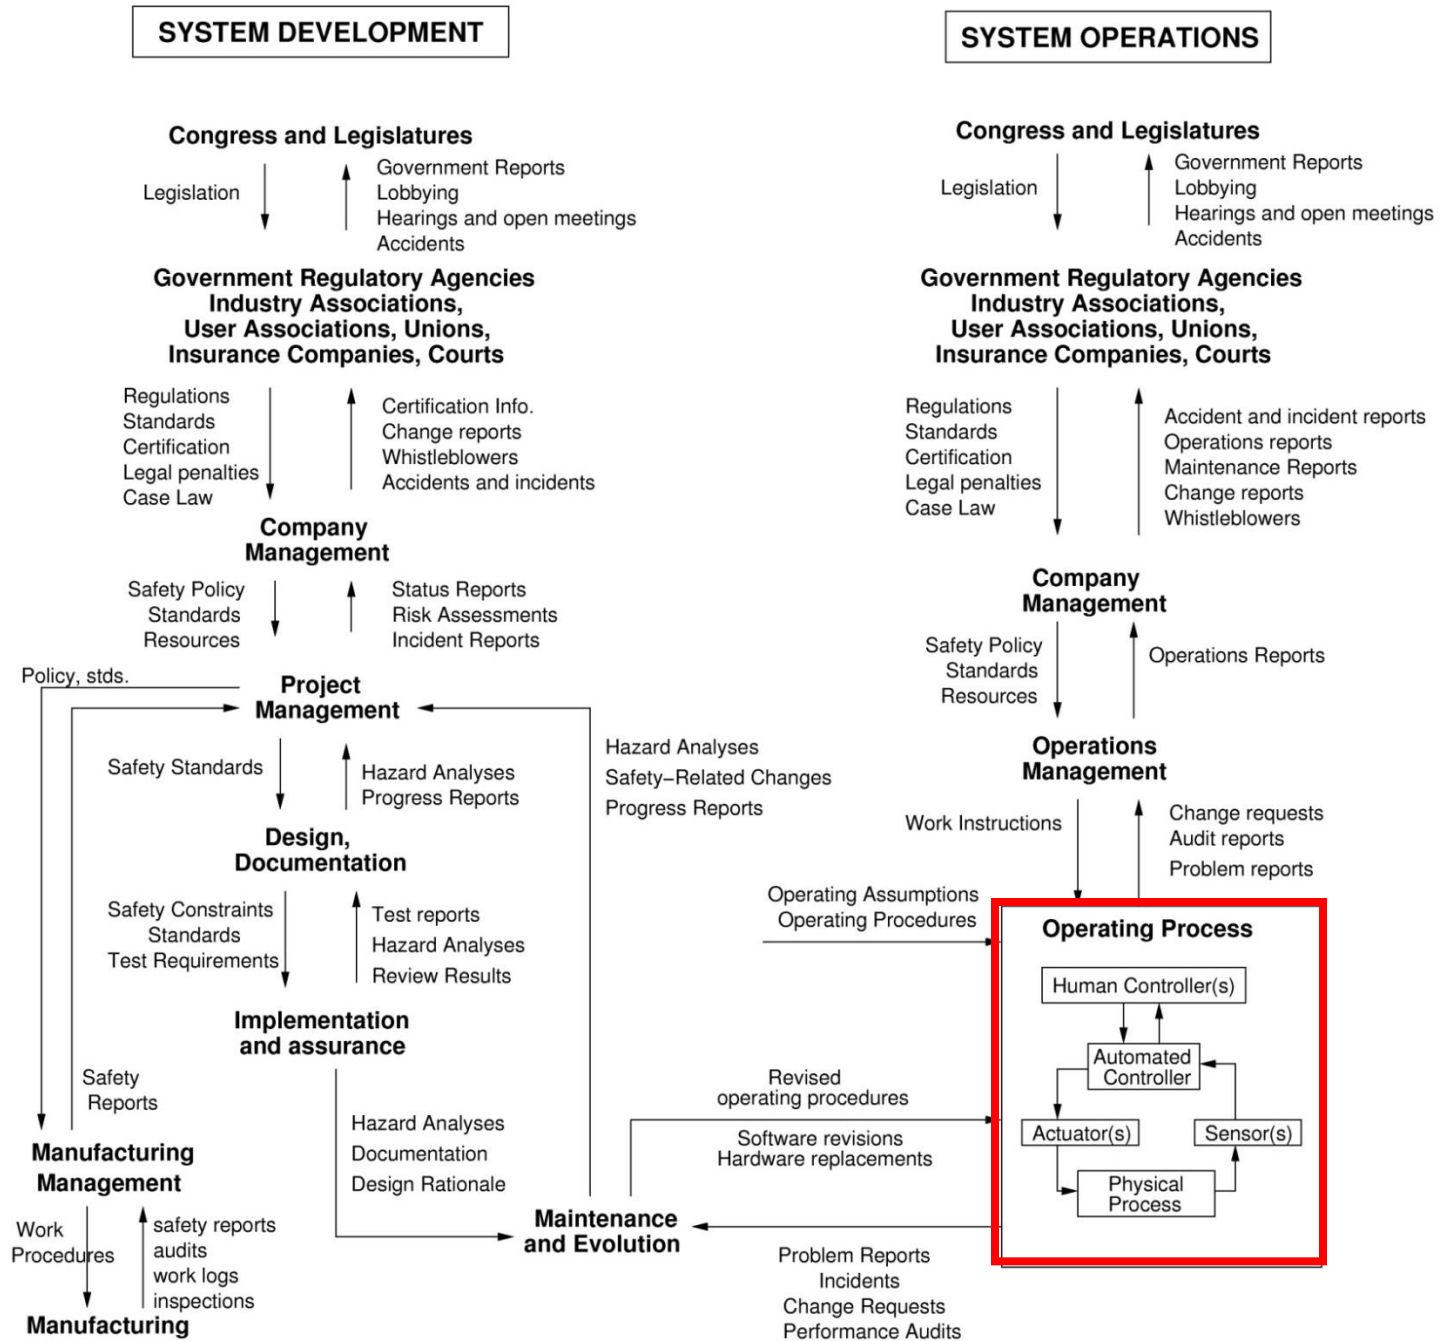 SYSTEM DEVELOPMENT
Congress and Legislatures
Legislation
Government Reports
Lobbying
Hearings and open meetings
Accidents
Government Regulatory Agencies
Industry Associations,
User Associations, Unions,
Insurance Companies, Courts
Regulations
Standards
Certification
Legal penalties
Case Law
Certification Info.
Change reports
Whistleblowers
Accidents and incidents
Company
Management
Safety Policy
Standards
Resources
Status Reports
Risk Assessments
Incident Reports
Policy, stds.
Project
Management
Safety Standards
Hazard Analyses
Progress Reports
Hazard Analyses
Safety-Related Changes
Progress Reports
Design,
Documentation
Safety Constraints
Standards
Test Requirements
Test reports
Hazard Analyses
Review Results
Implementation
and assurance
Safety
Reports
Hazard Analyses
Documentation
Design Rationale
Manufacturing
Management
Work
Procedures
safety reports
audits
work logs
inspections
Manufacturing
Maintenance
and Evolution
SYSTEM OPERATIONS
Congress and Legislatures
Legislation
Government Reports
Lobbying
Hearings and open meetings
Accidents
Government Regulatory Agencies
Industry Associations,
User Associations, Unions,
Insurance Companies, Courts
Regulations
Standards
Certification
Legal penalties
Case Law
Accident and incident reports
Operations reports
Maintenance Reports
Change reports
Whistleblowers
Company
Management
Safety Policy
Standards
Resources
Operations Reports
Operations
Management
Work Instructions
Change requests
Audit reports
Problem reports
Operating Assumptions
Operating Procedures
Operating Process
Human Controller(s)
Automated
Controller
Actuator(s)
Sensor(s)
Physical
Process
Revised
operating procedures
Software revisions
Hardware replacements
Problem Reports
Incidents
Change Requests
Performance Audits